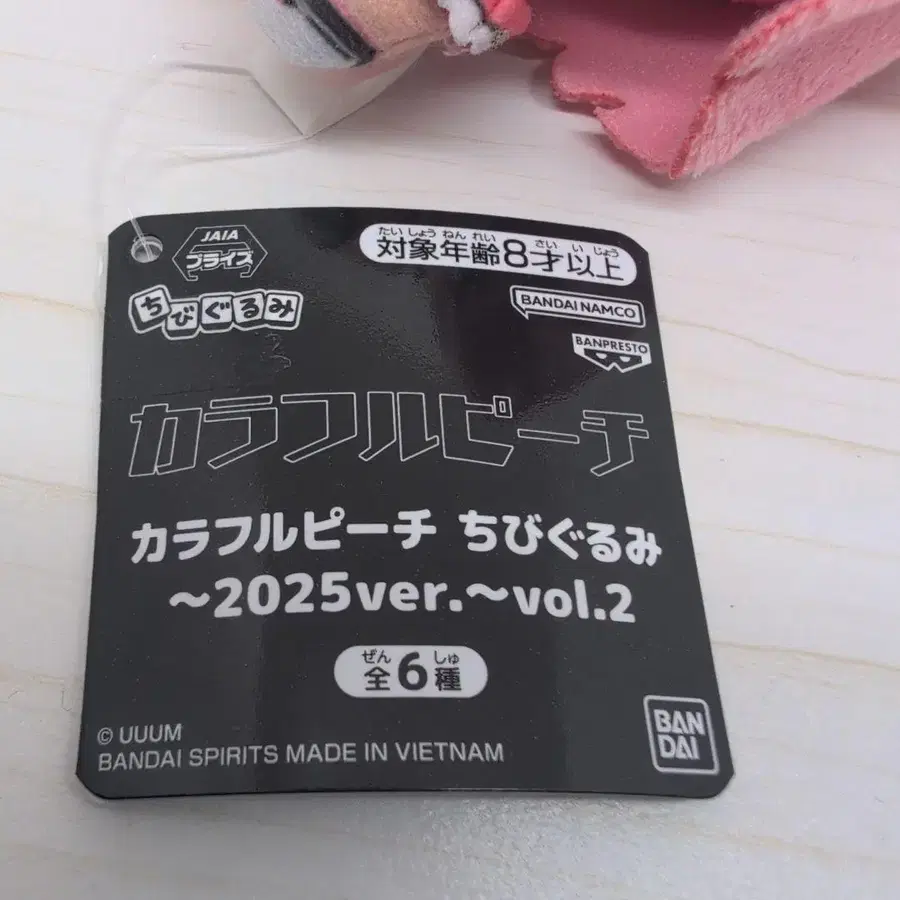 JAIA
プライズ
たいしょうねんれい さい いじょう
対象年齢8才以上
ちびぐるみ
BANDAI NAMCO
BANPRESTO
カラフルピーチ
カラフルピーチ ちびぐるみ
～2025ver.～vol.2
ぜん しゅ
全6種
© UUUM
BANDAI SPIRITS MADE IN VIETNAM
BAN
DAI